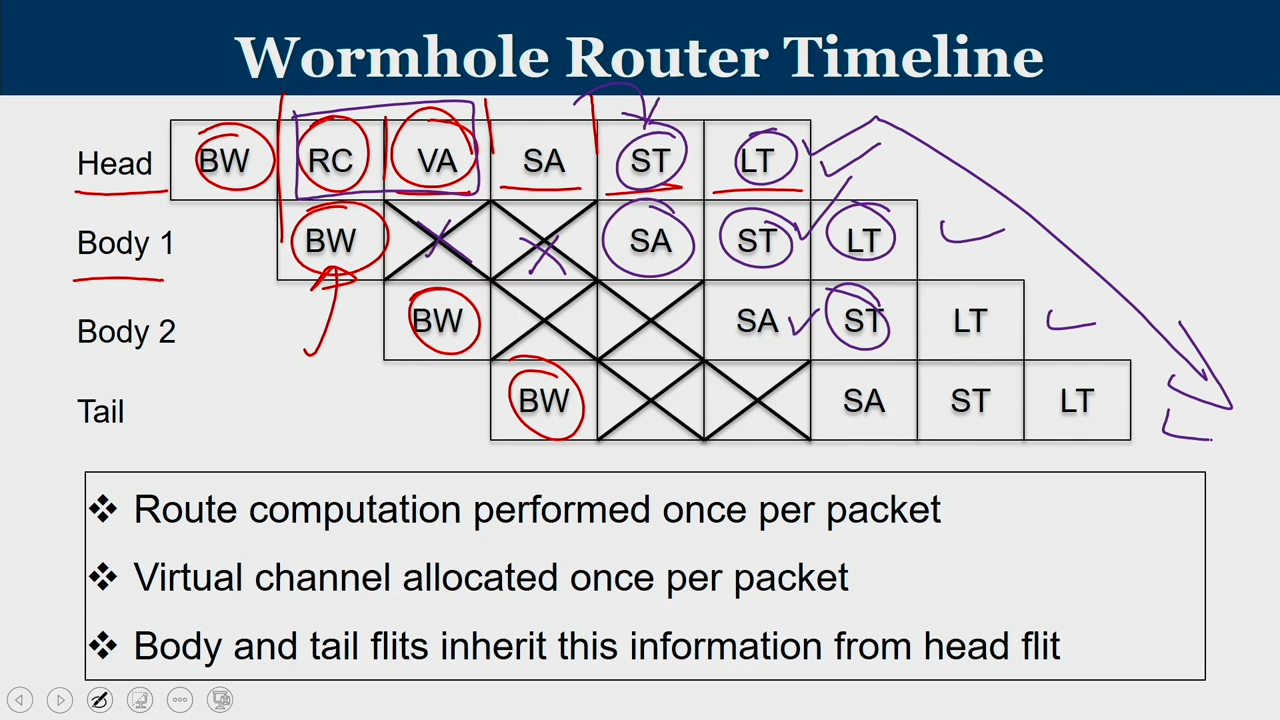 Wormhole Router Timeline
Head BW RC VA SA ST LT
Body 1 BW SA ST LT
Body 2 BW SA ST LT
Tail BW SA ST LT
❖ Route computation performed once per packet
❖ Virtual channel allocated once per packet
❖ Body and tail flits inherit this information from head flit